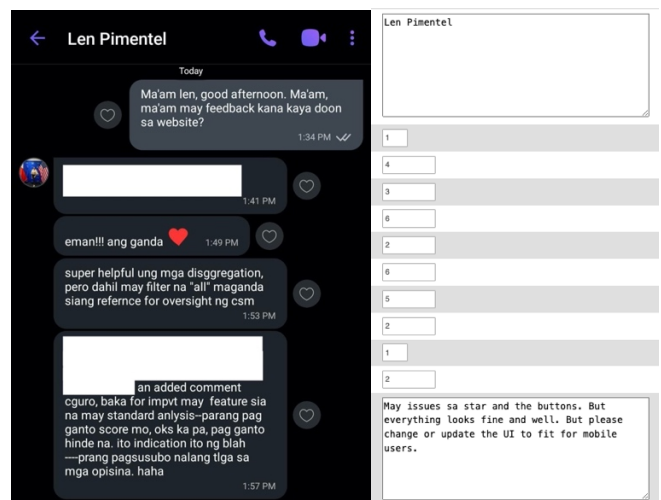 Len Pimentel
Today
Ma'am len, good afternoon. Ma'am,
ma'am may feedback kana kaya doon
sa website?
1:34 PM
1:41 PM
eman!!! ang ganda
1:49 PM
super helpful ung mga disggregation,
pero dahil may filter na "all" maganda
siang refernce for oversight ng csm
1:53 PM
an added comment
cguro, baka for impvt may feature sia
na may standard anlysis--parang pag
ganto score mo, oks ka pa, pag ganto
hinde na. ito indication ito ng blah
----prang pagsusubo nalang tlga sa
mga opisina. haha
1:57 PM
Len Pimentel
1
4
3
6
2
6
5
2
1
2
May issues sa star and the buttons. But
everything looks fine and well. But please
change or update the UI to fit for mobile
users.